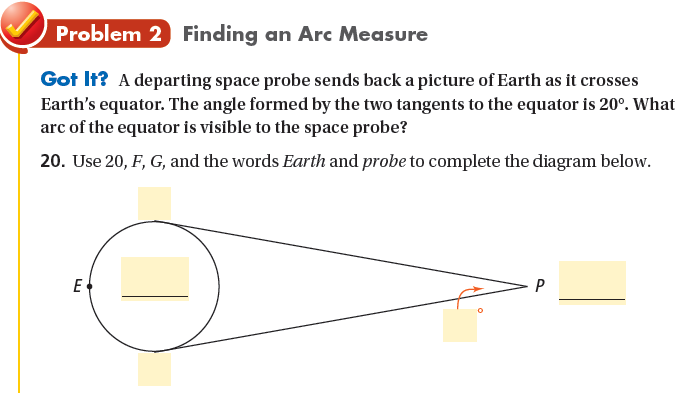 Problem 2 Finding an Arc Measure
Got It? A departing space probe sends back a picture of Earth as it crosses
Earth’s equator. The angle formed by the two tangents to the equator is 20°. What
arc of the equator is visible to the space probe?
20. Use 20, F, G, and the words Earth and probe to complete the diagram below.
E
P
°